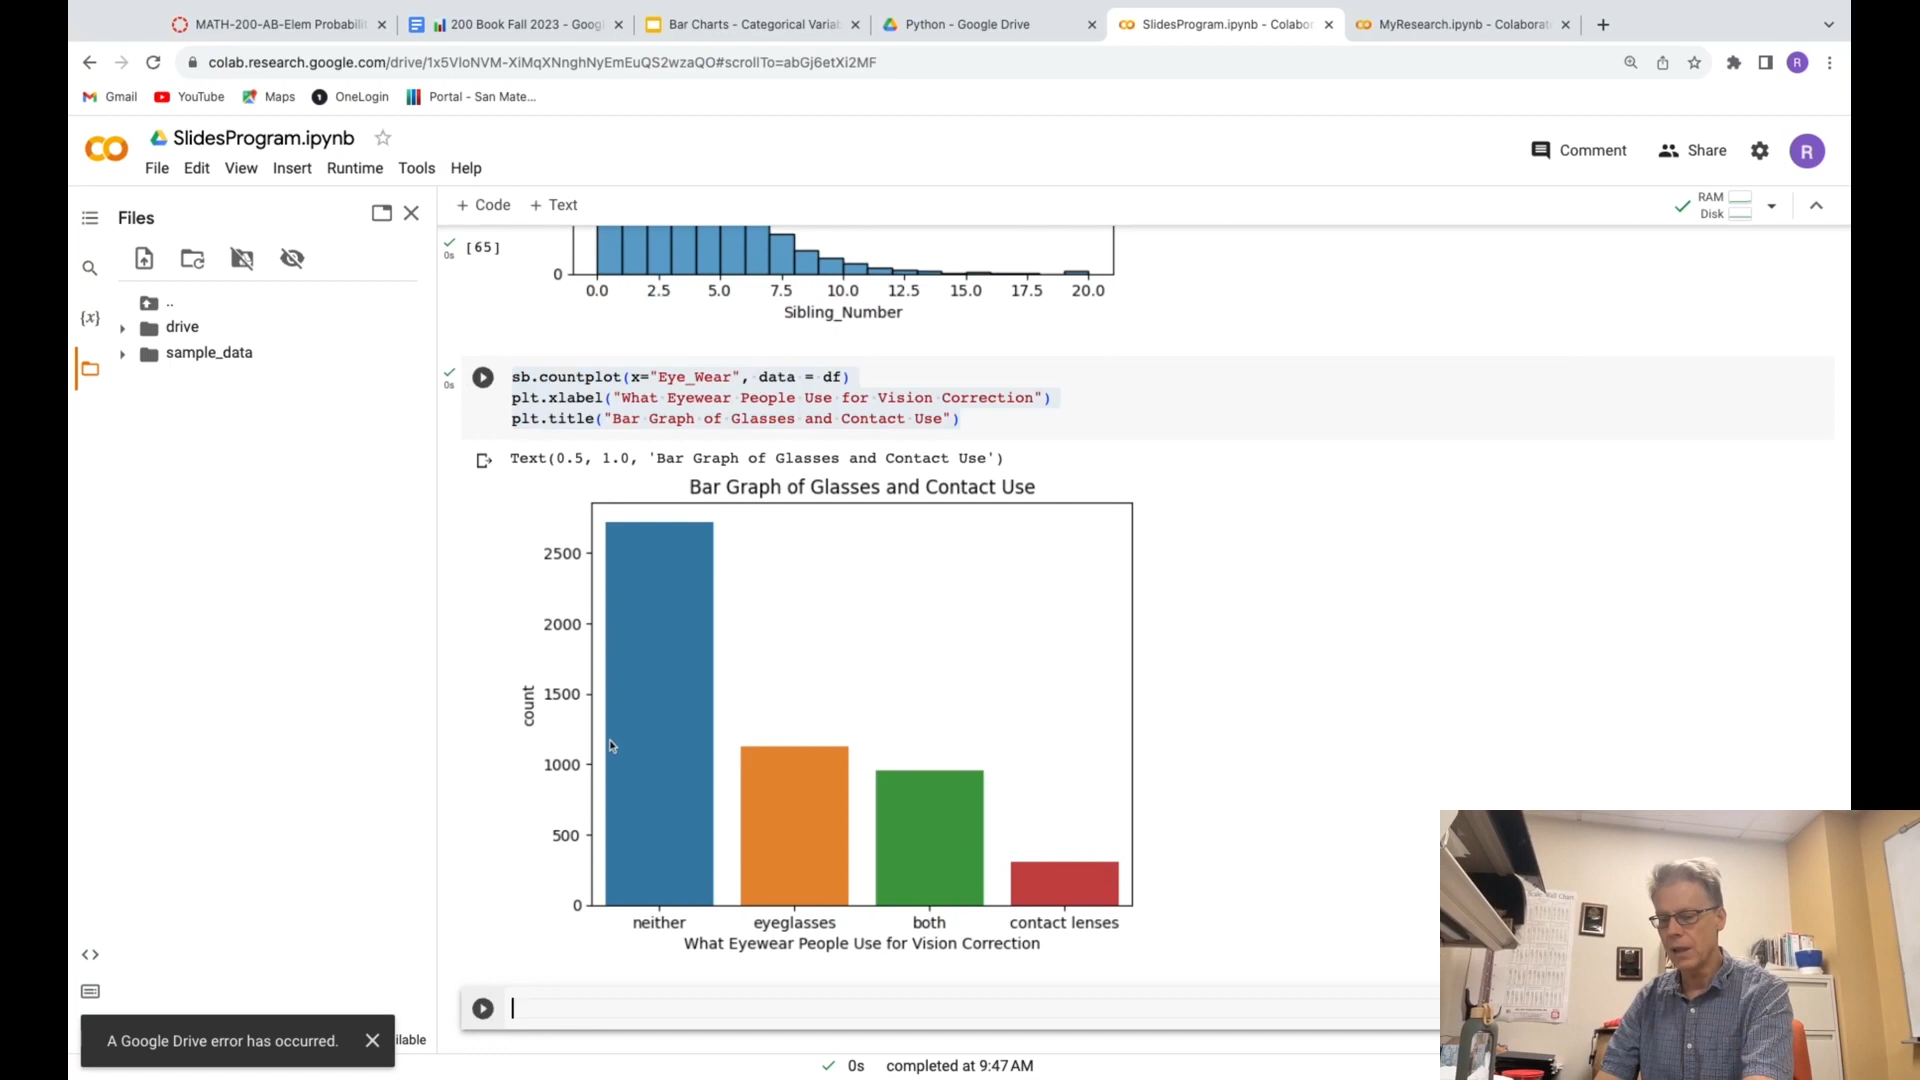 MATH-200-AB-Elem Probabilit
200 Book Fall 2023 - Goog
Bar Charts - Categorical Varia
Python - Google Drive
SlidesProgram.ipynb - Colabor
MyResearch.ipynb - Colaborat
colab.research.google.com/drive/1x5VIoNVM-XiMqXNnghNyEmEuQS2wzaQO#scrollTo=abGj6etXi2MF
R
Gmail
YouTube
Maps
OneLogin
Portal - San Mate...
SlidesProgram.ipynb
Comment
Share
R
File Edit View Insert Runtime Tools Help
Files
+ Code + Text
RAM
Disk
..
drive
sample_data
{x}
[65]
0s
0
0.0 2.5 5.0 7.5 10.0 12.5 15.0 17.5 20.0
Sibling_Number
0s
sb.countplot(x="Eye_Wear", data = df)
plt.xlabel("What Eyewear People Use for Vision Correction")
plt.title("Bar Graph of Glasses and Contact Use")
Text(0.5, 1.0, 'Bar Graph of Glasses and Contact Use')
Bar Graph of Glasses and Contact Use
2500
2000
1500
1000
500
0
count
neither eyeglasses both contact lenses
What Eyewear People Use for Vision Correction
A Google Drive error has occurred.
ilable
0s completed at 9:47 AM